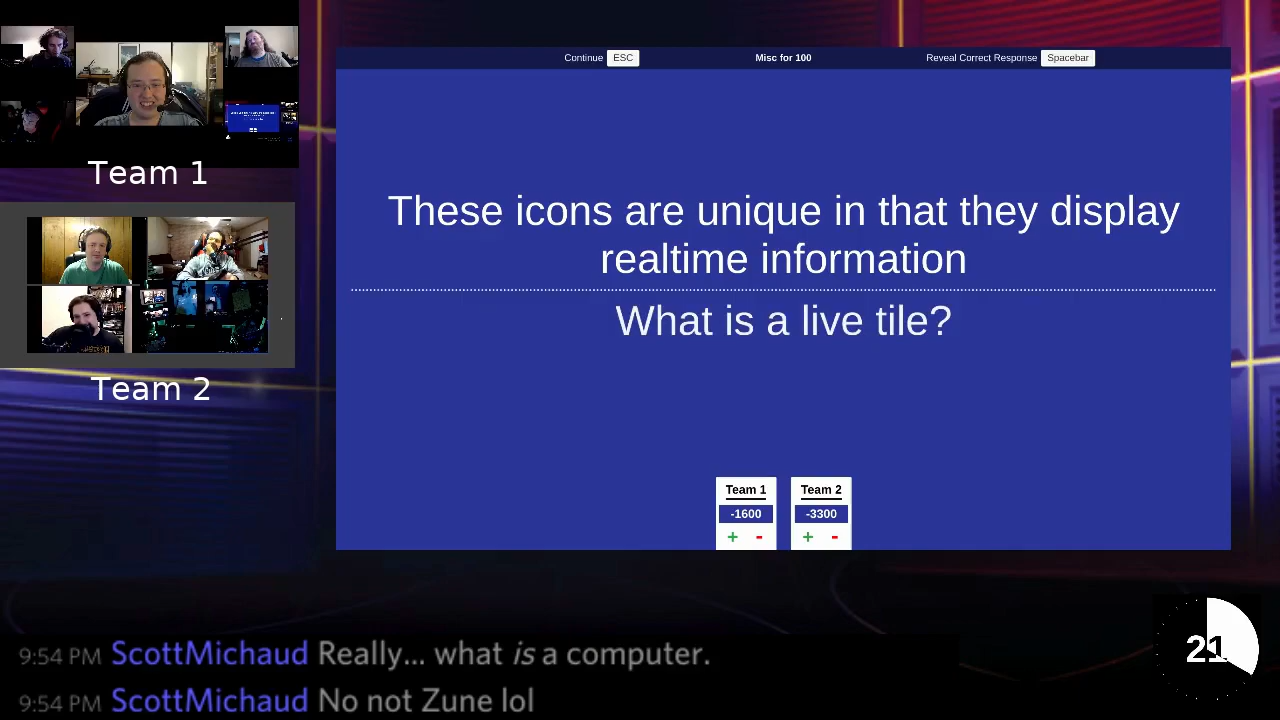 Continue ESC
Misc for 100
Reveal Correct Response Spacebar
Team 1
Team 2
These icons are unique in that they display
realtime information
What is a live tile?
Team 1 Team 2
-1600 -3300
+ - + -
9:54 PM ScottMichaud Really... what is a computer.
9:54 PM ScottMichaud No not Zune lol
21